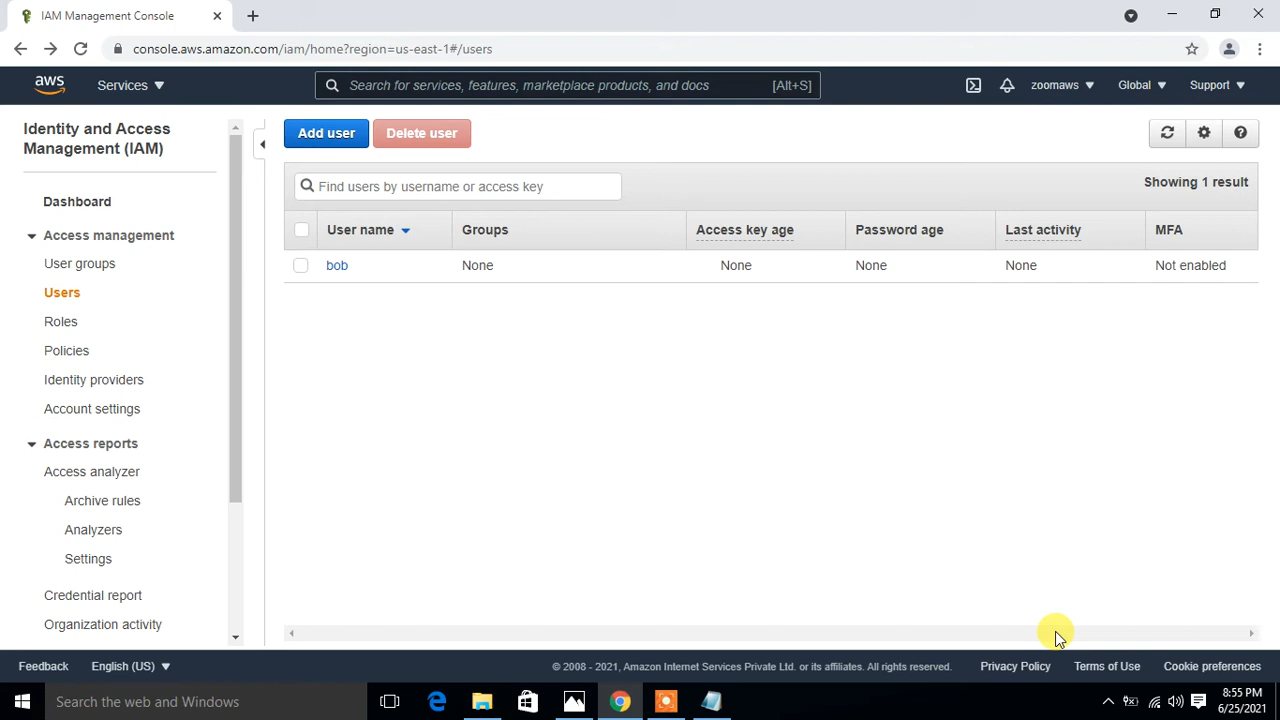 IAM Management Console
console.aws.amazon.com/iam/home?region=us-east-1#/users
aws
Services
Search for services, features, marketplace products, and docs
[Alt+S]
zoomaws
Global
Support
Identity and Access
Management (IAM)
Dashboard
Access management
User groups
Users
Roles
Policies
Identity providers
Account settings
Access reports
Access analyzer
Archive rules
Analyzers
Settings
Credential report
Organization activity
Add user
Delete user
Find users by username or access key
Showing 1 result
User name
Groups
Access key age
Password age
Last activity
MFA
bob
None
None
None
None
Not enabled
Feedback
English (US)
© 2008 - 2021, Amazon Internet Services Private Ltd. or its affiliates. All rights reserved.
Privacy Policy
Terms of Use
Cookie preferences
Search the web and Windows
8:55 PM
6/25/2021